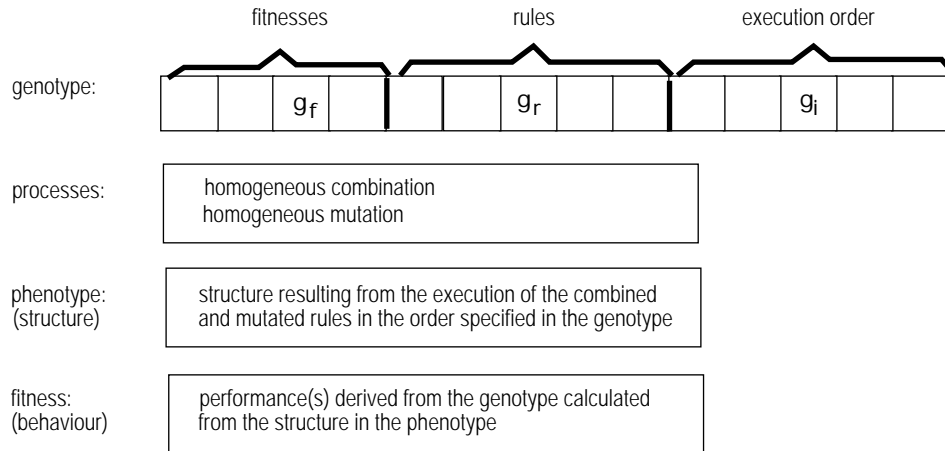 fitnesses rules execution order
genotype: gf gr gi
processes: homogeneous combination
homogeneous mutation
phenotype: structure resulting from the execution of the combined
(structure) and mutated rules in the order specified in the genotype
fitness: performance(s) derived from the genotype calculated
(behaviour) from the structure in the phenotype